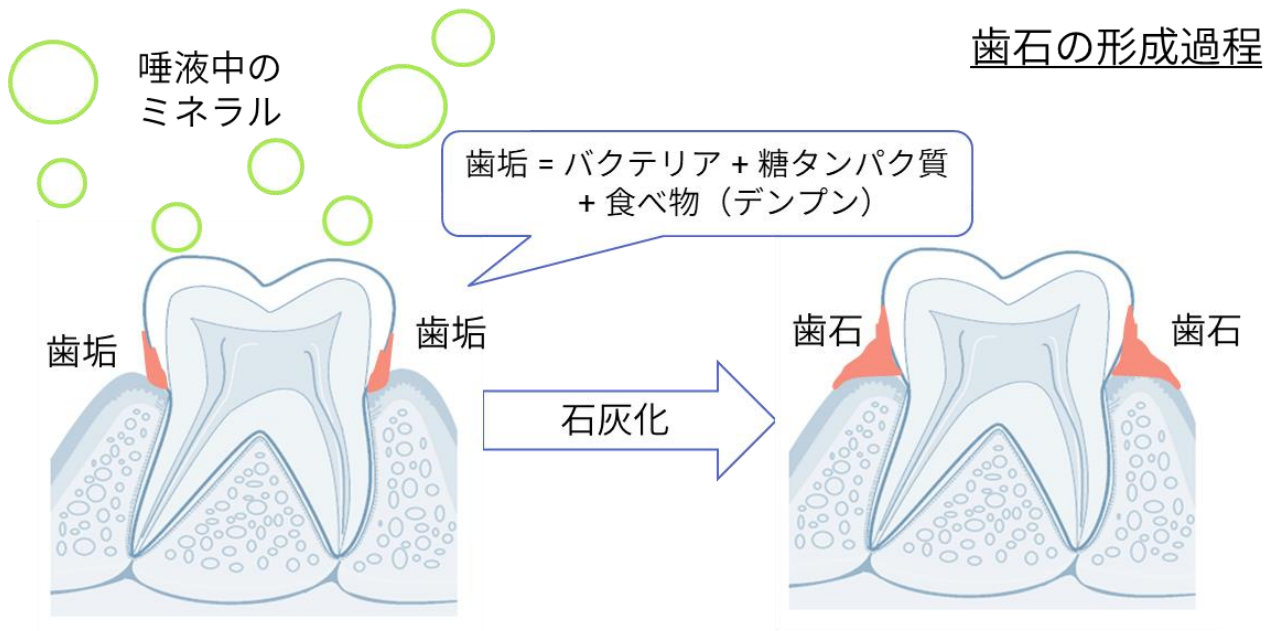 歯石の形成過程
唾液中の
ミネラル
歯垢 = バクテリア + 糖タンパク質
+ 食べ物（デンプン）
歯垢
歯垢
石灰化
歯石
歯石